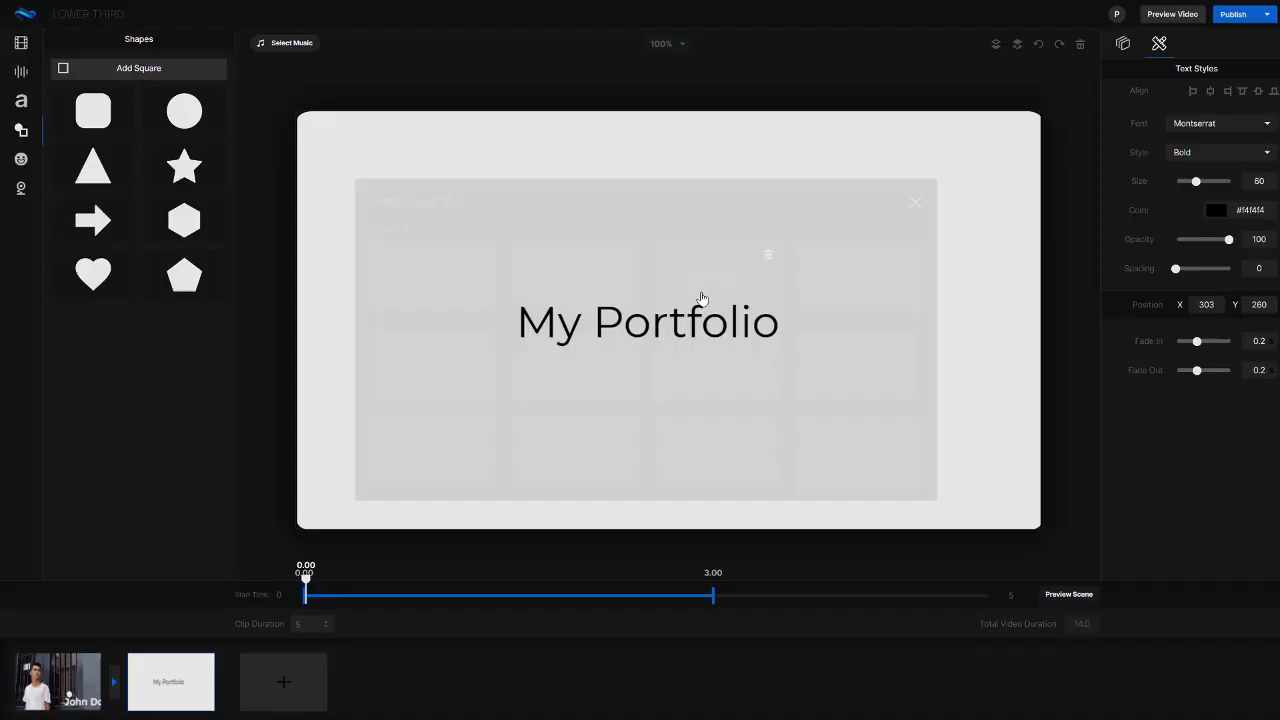 LOWER THIRD
P
Preview Video
Publish
Shapes
Select Music
100%
Text Styles
Add Square
a
Align
Font
Montserrat
Style
Bold
Size
60
Color
#f4f4f4
Opacity
100
Spacing
0
Position
X
303
Y
260
My Portfolio
Fade In
0.2
Fade Out
0.2
0.00
0.00
3.00
Start Time:
0
5
Preview Scene
Clip Duration
5
Total Video Duration
14.0
My Portfolio
John Do